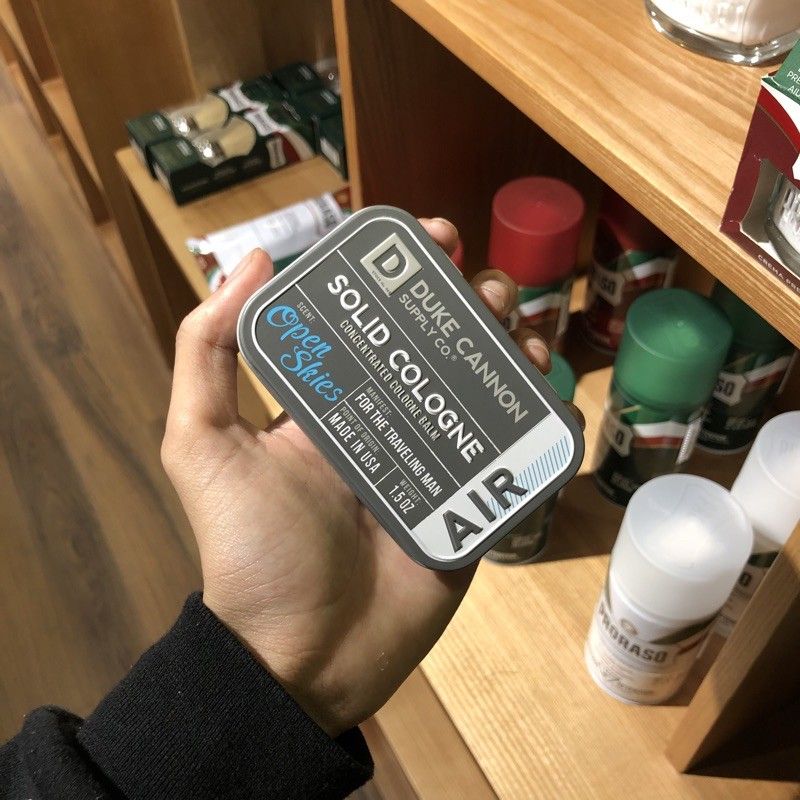 D
DUKE CANNON
SUPPLY CO.®
SOLID COLOGNE
CONCENTRATED COLOGNE BALM
SCENT:
Open
Skies
MANIFEST:
FOR THE TRAVELING MAN
POINT OF ORIGIN:
MADE IN USA
WEIGHT:
1.5 OZ
AIR
PRORASO